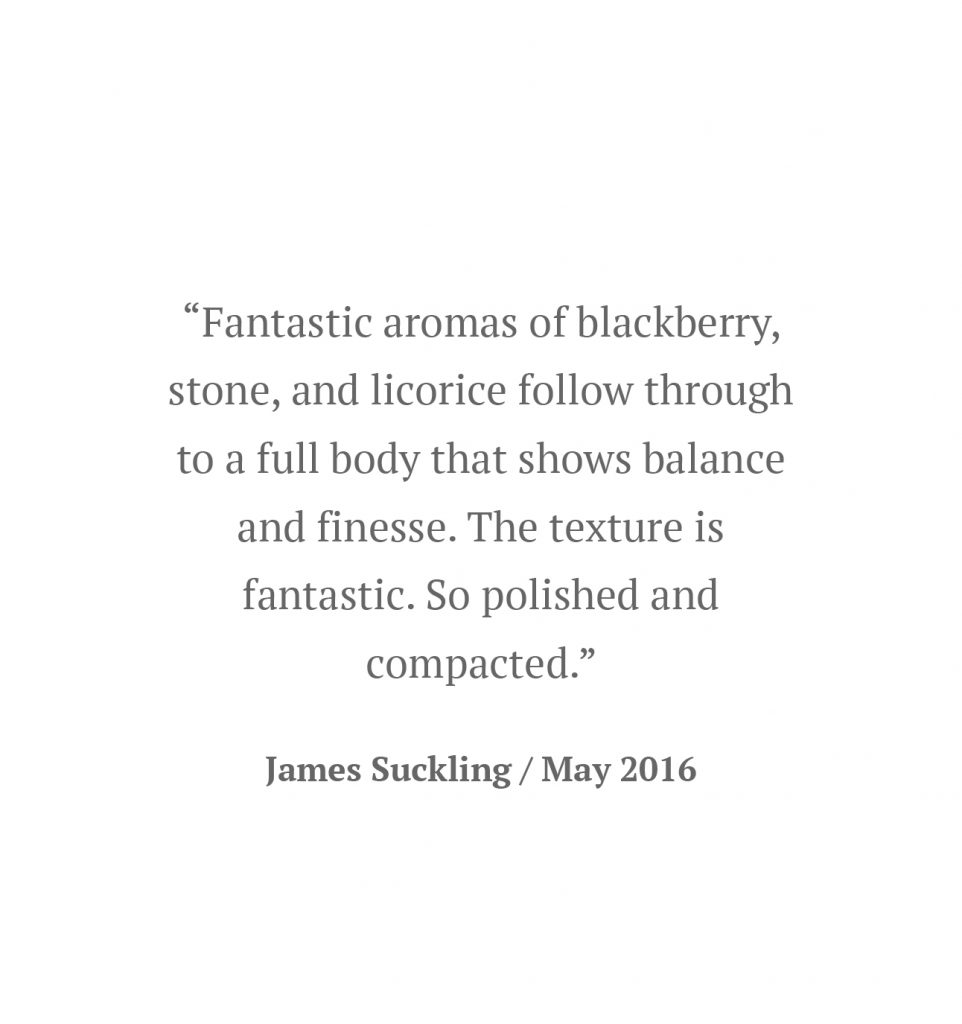 “Fantastic aromas of blackberry,
stone, and licorice follow through
to a full body that shows balance
and finesse. The texture is
fantastic. So polished and
compacted.”
James Suckling / May 2016